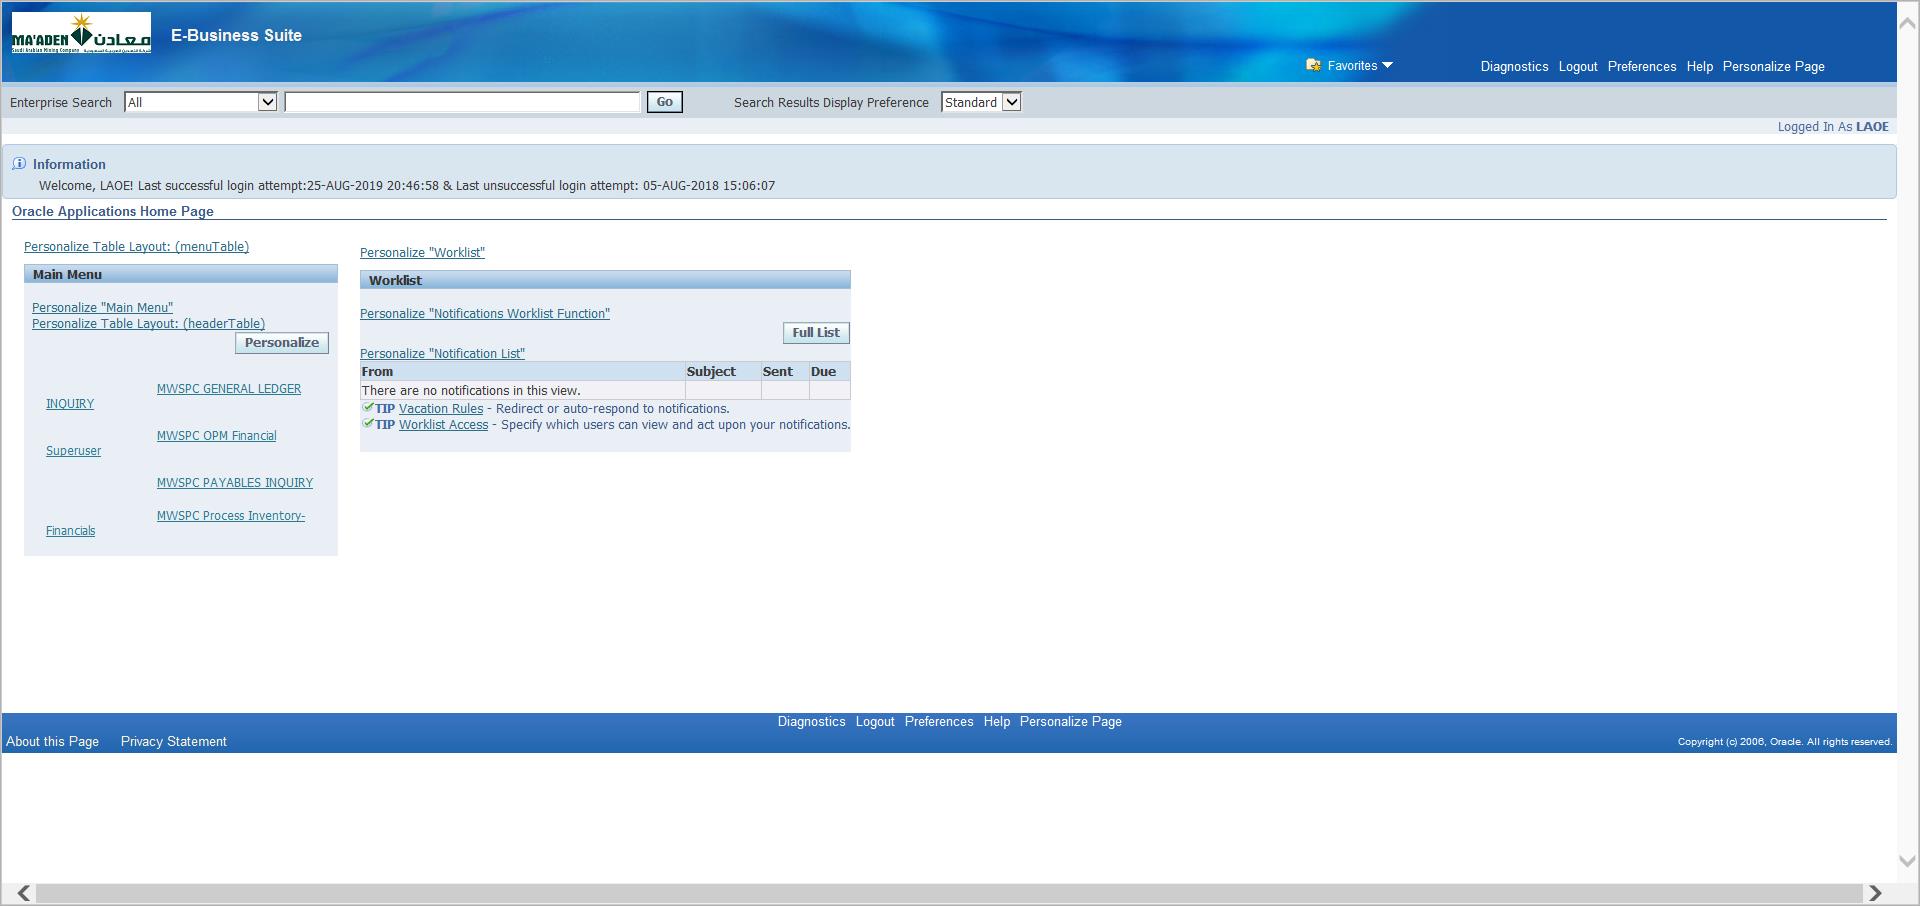 MA'ADEN معادن
Saudi Arabian Mining Company
E-Business Suite
Favorites
Diagnostics Logout Preferences Help Personalize Page
Enterprise Search All Go Search Results Display Preference Standard
Logged In As LAOE
Information
Welcome, LAOE! Last successful login attempt:25-AUG-2019 20:46:58 & Last unsuccessful login attempt: 05-AUG-2018 15:06:07
Oracle Applications Home Page
Personalize Table Layout: (menuTable)
Main Menu
Personalize "Main Menu"
Personalize Table Layout: (headerTable)
Personalize
MWSPC GENERAL LEDGER
INQUIRY
MWSPC OPM Financial
Superuser
MWSPC PAYABLES INQUIRY
MWSPC Process Inventory-
Financials
Personalize "Worklist"
Worklist
Personalize "Notifications Worklist Function"
Full List
Personalize "Notification List"
From Subject Sent Due
There are no notifications in this view.
TIP Vacation Rules - Redirect or auto-respond to notifications.
TIP Worklist Access - Specify which users can view and act upon your notifications.
Diagnostics Logout Preferences Help Personalize Page
About this Page Privacy Statement
Copyright (c) 2006, Oracle. All rights reserved.